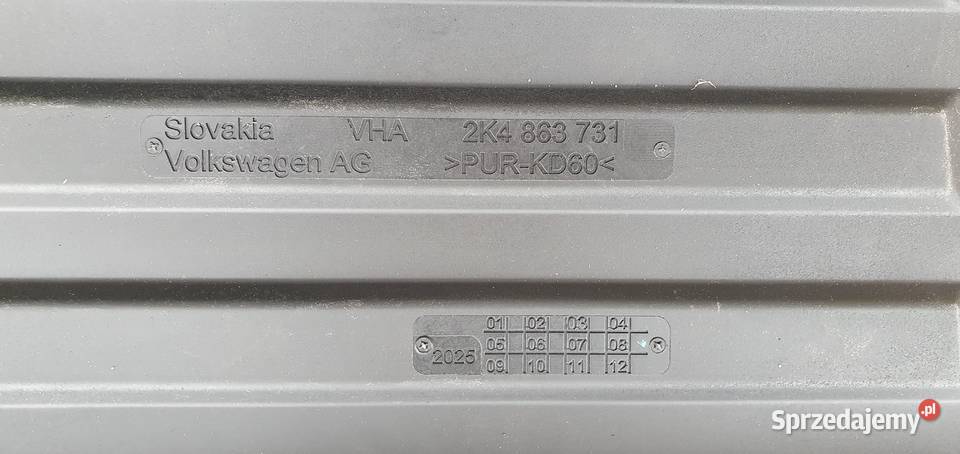 Slovakia VHA 2K4 863 731
Volkswagen AG >PUR-KD60<
2025
01 02 03 04
05 06 07 08
09 10 11 12
Sprzedajemy.pl